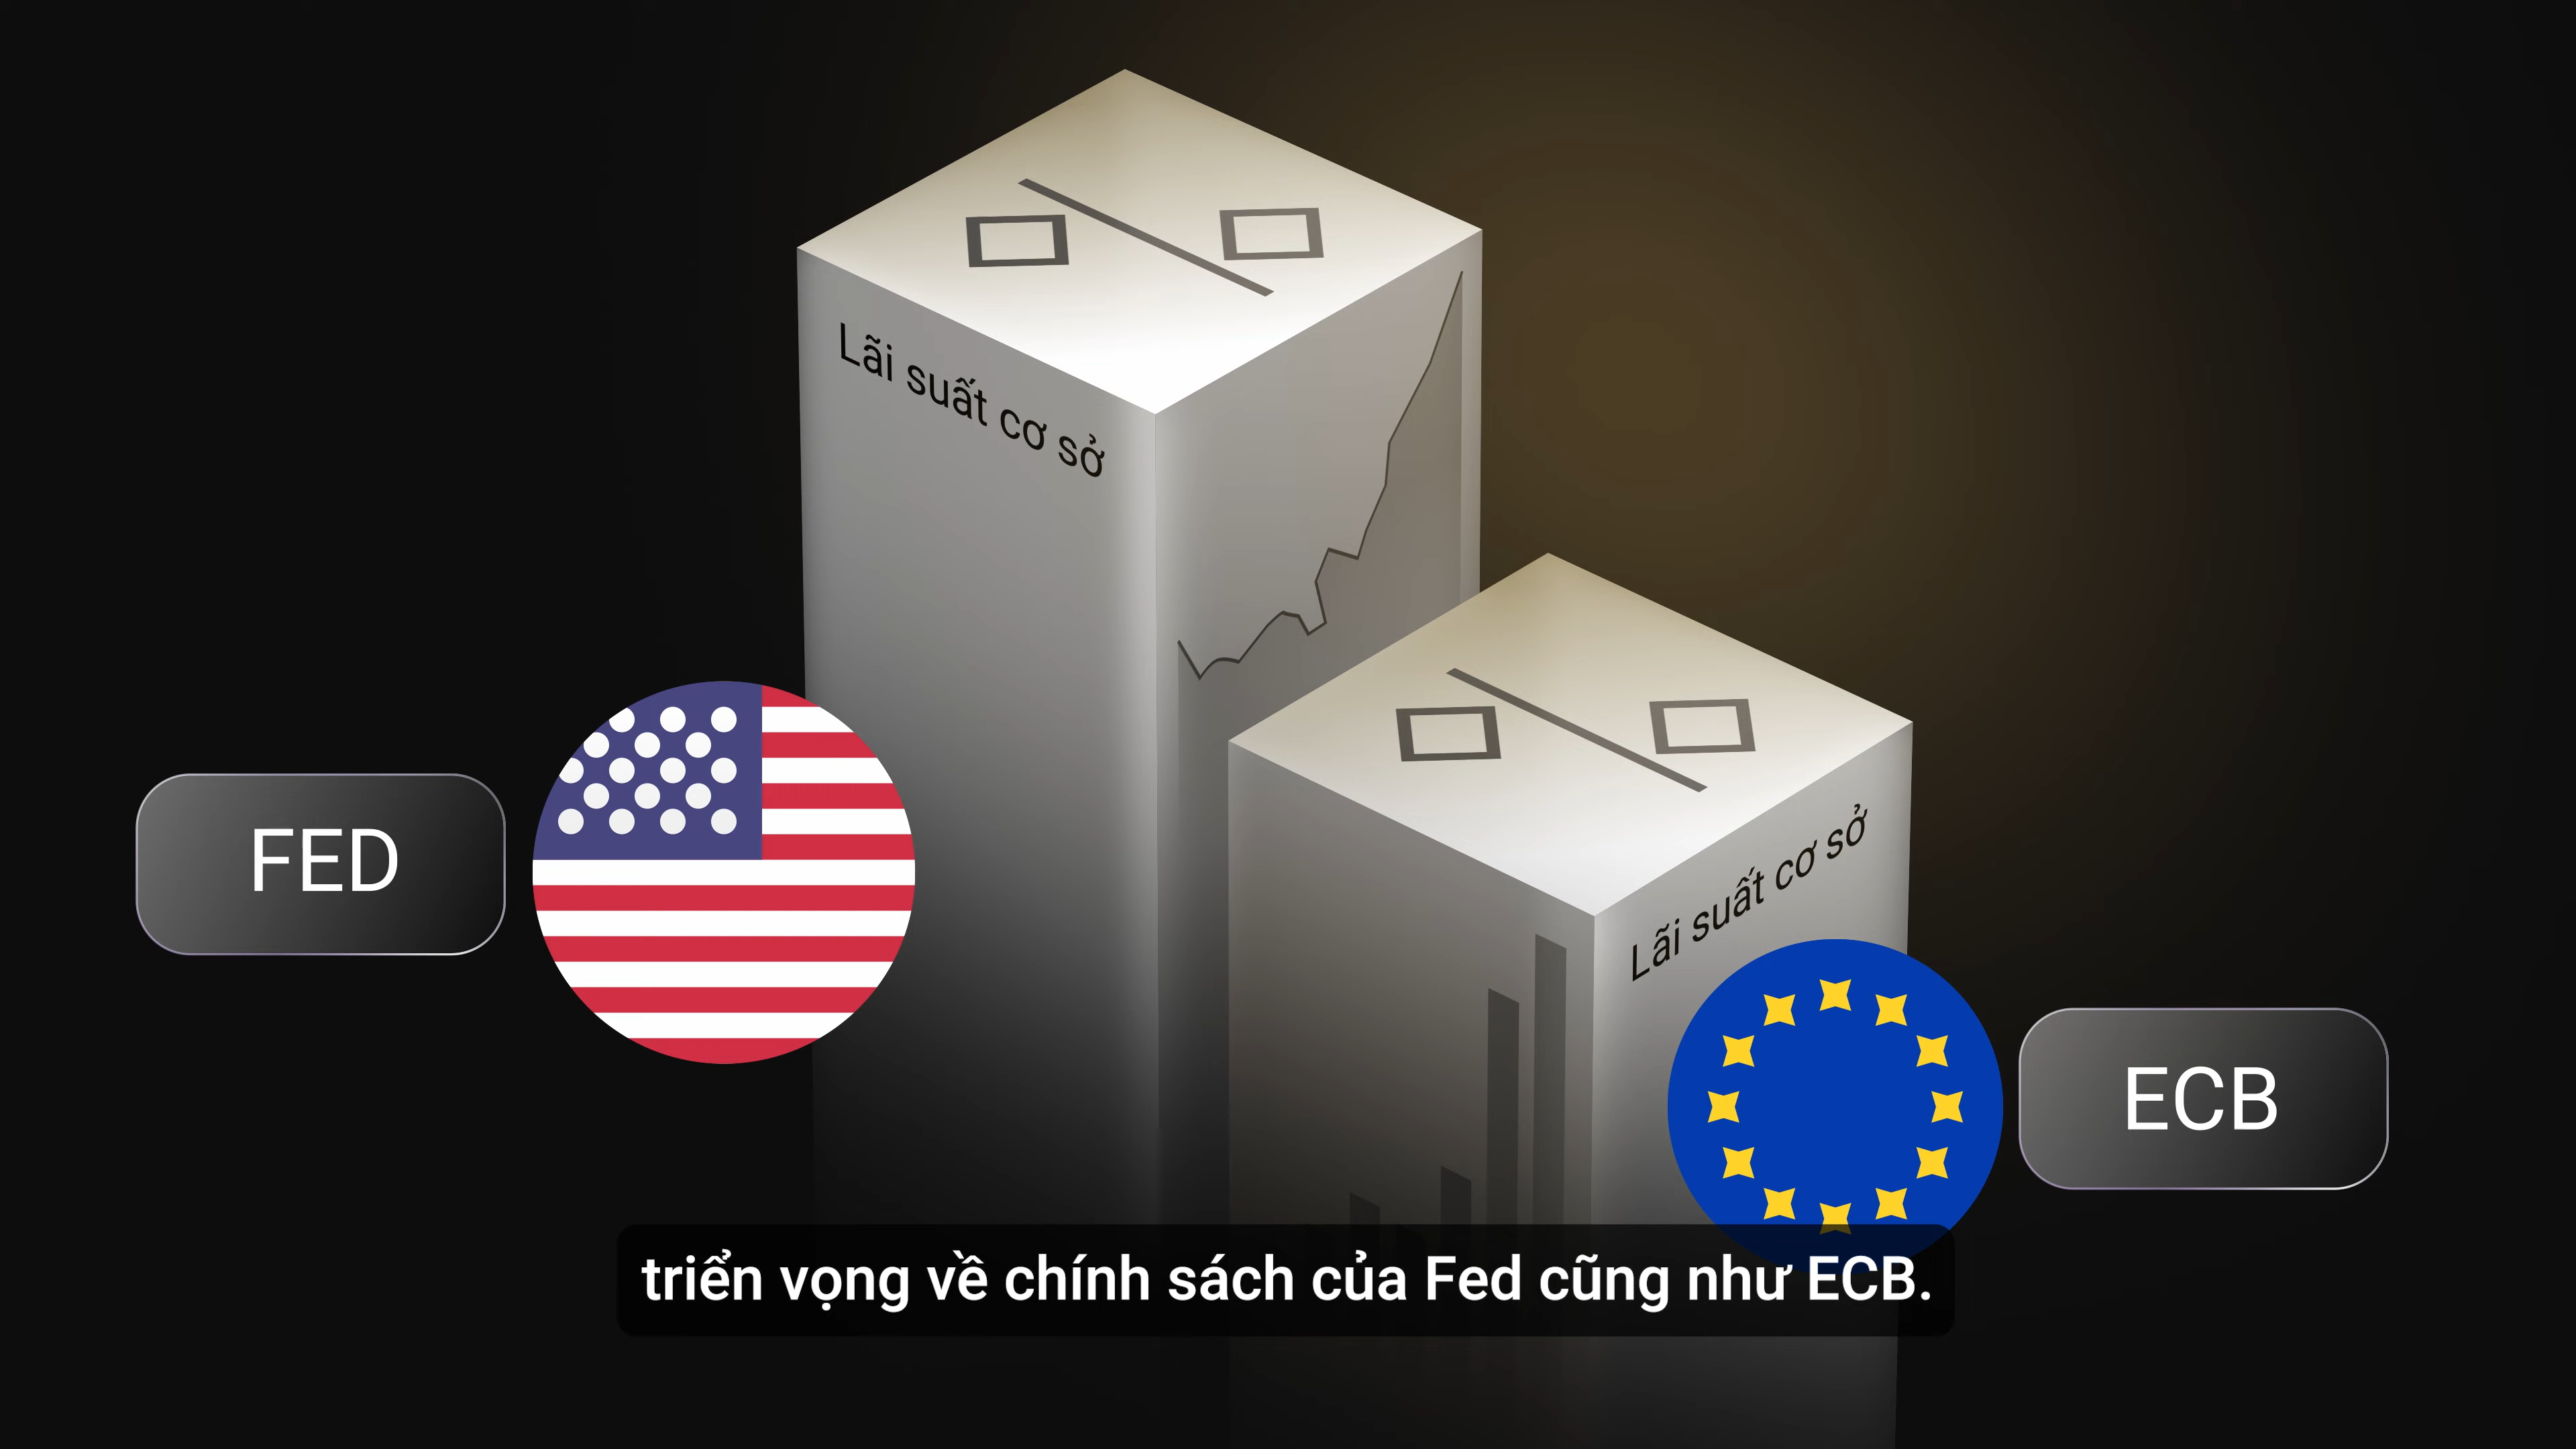 Lãi suất cơ sở
FED
Lãi suất cơ sở
ECB
triển vọng về chính sách của Fed cũng như ECB.